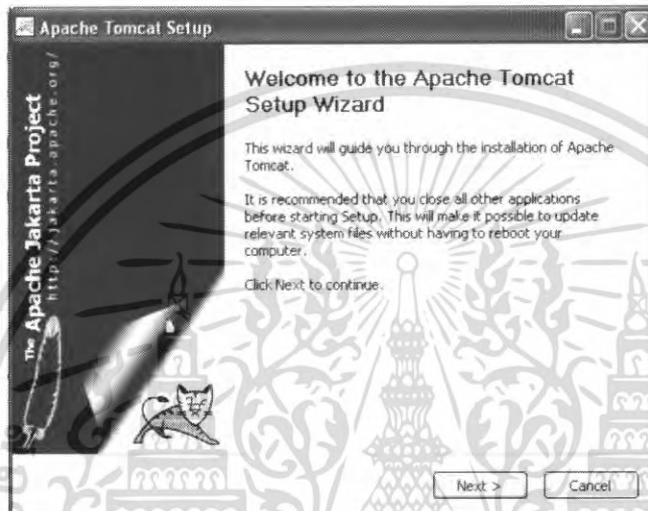 Apache Tomcat Setup
The Apache Jakarta Project
http://jakarta.apache.org/
Welcome to the Apache Tomcat
Setup Wizard
This wizard will guide you through the installation of Apache
Tomcat.
It is recommended that you close all other applications
before starting Setup. This will make it possible to update
relevant system files without having to reboot your
computer.
Click Next to continue.
Next >
Cancel